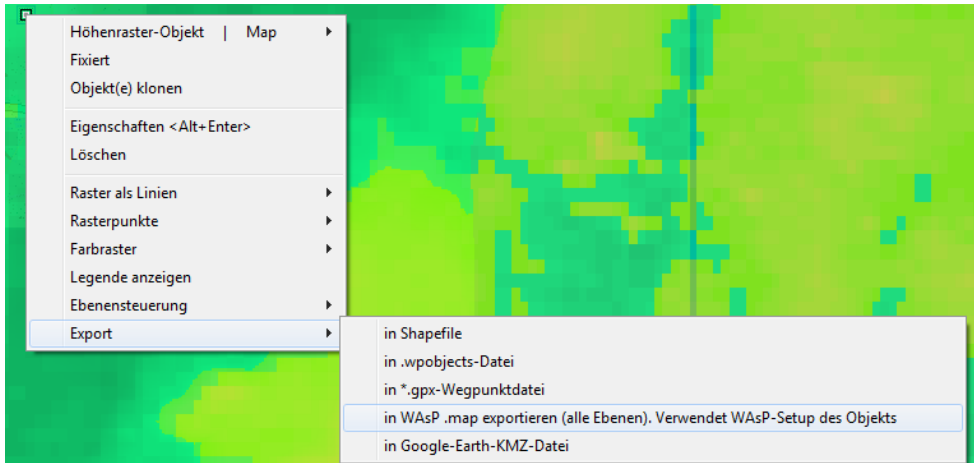 Höhenraster-Objekt | Map
Fixiert
Objekt(e) klonen
Eigenschaften <Alt+Enter>
Löschen
Raster als Linien
Rasterpunkte
Farbraster
Legende anzeigen
Ebenensteuerung
Export
in Shapefile
in .wpobjects-Datei
in *.gpx-Wegpunktdatei
in WAsP .map exportieren (alle Ebenen). Verwendet WAsP-Setup des Objekts
in Google-Earth-KMZ-Datei